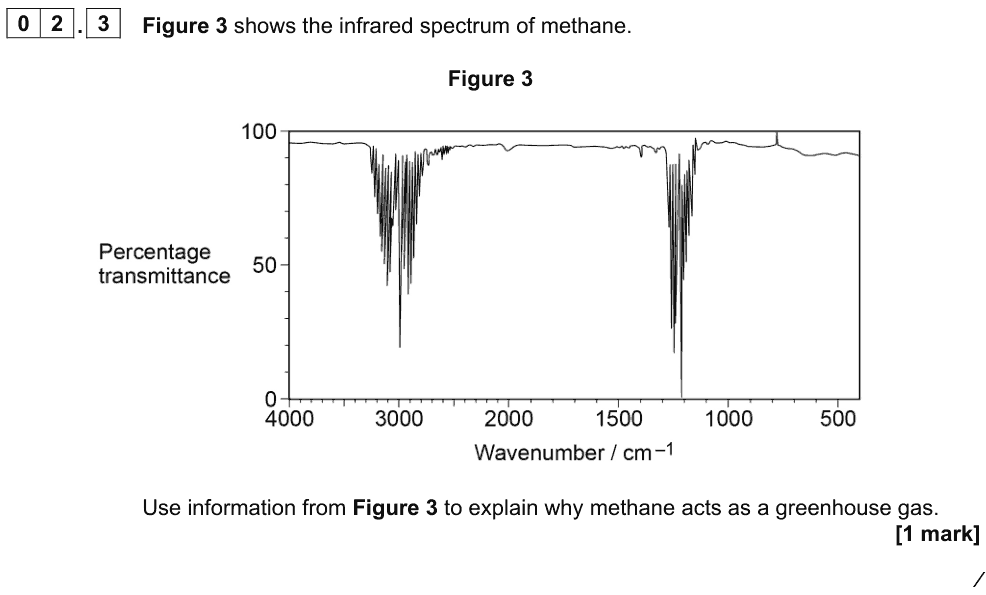 0 2 . 3 Figure 3 shows the infrared spectrum of methane.
Figure 3
100
50
0
Percentage
transmittance
4000 3000 2000 1500 1000 500
Wavenumber / cm⁻¹
Use information from Figure 3 to explain why methane acts as a greenhouse gas.
[1 mark]
/